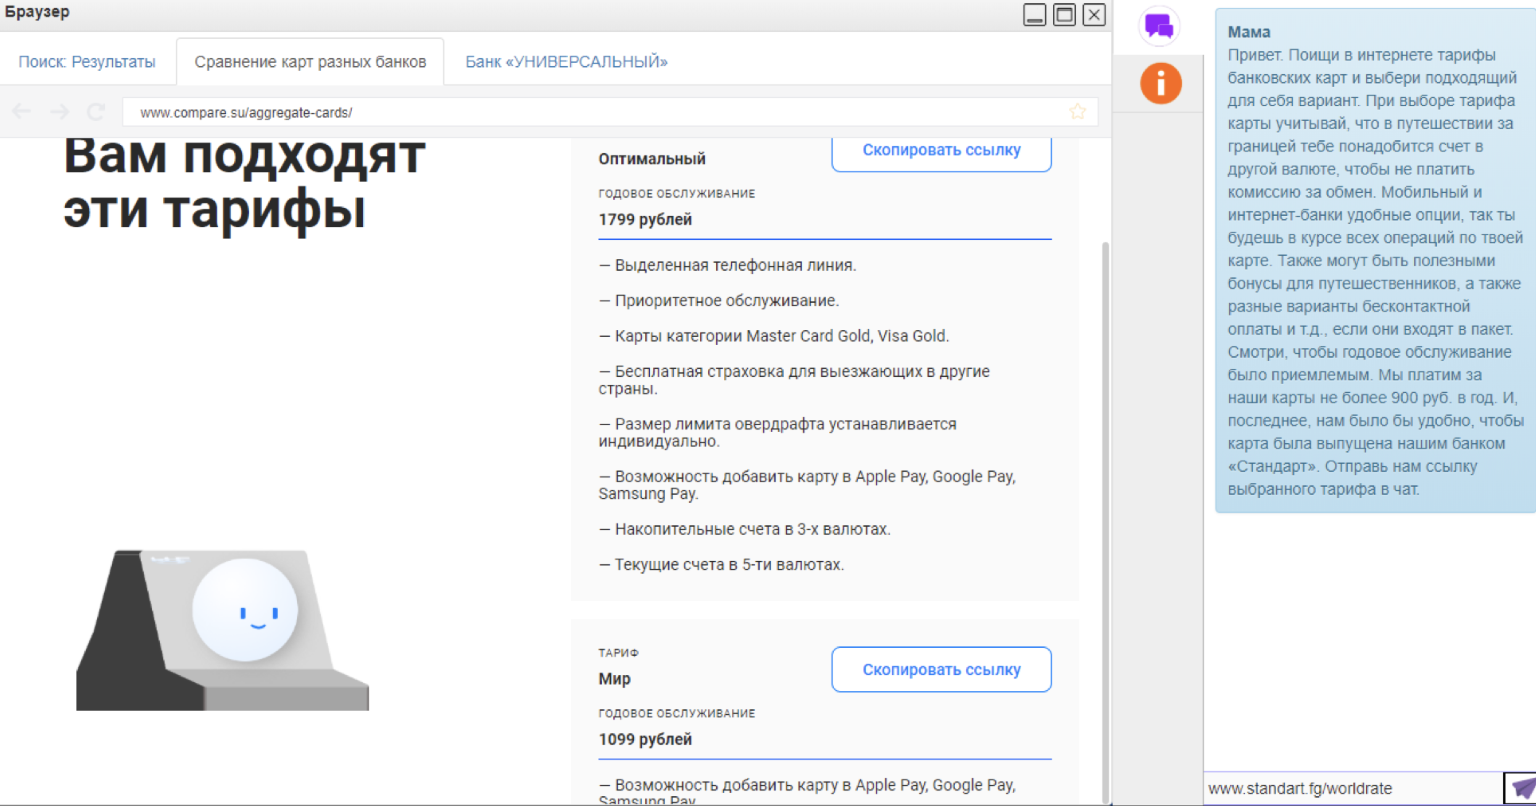 Браузер
Поиск: Результаты
Сравнение карт разных банков
Банк «УНИВЕРСАЛЬНЫЙ»
www.compare.su/aggregate-cards/
Вам подходят
эти тарифы
Оптимальный
Скопировать ссылку
ГОДОВОЕ ОБСЛУЖИВАНИЕ
1799 рублей
— Выделенная телефонная линия.
— Приоритетное обслуживание.
— Карты категории Master Card Gold, Visa Gold.
— Бесплатная страховка для выезжающих в другие
страны.
— Размер лимита овердрафта устанавливается
индивидуально.
— Возможность добавить карту в Apple Pay, Google Pay,
Samsung Pay.
— Накопительные счета в 3-х валютах.
— Текущие счета в 5-ти валютах.
ТАРИФ
Мир
Скопировать ссылку
ГОДОВОЕ ОБСЛУЖИВАНИЕ
1099 рублей
— Возможность добавить карту в Apple Pay, Google Pay,
Samsung Pay
Мама
Привет. Поищи в интернете тарифы
банковских карт и выбери подходящий
для себя вариант. При выборе тарифа
карты учитывай, что в путешествии за
границей тебе понадобится счет в
другой валюте, чтобы не платить
комиссию за обмен. Мобильный и
интернет-банки удобные опции, так ты
будешь в курсе всех операций по твоей
карте. Также могут быть полезными
бонусы для путешественников, а также
разные варианты бесконтактной
оплаты и т.д., если они входят в пакет.
Смотри, чтобы годовое обслуживание
было приемлемым. Мы платим за
наши карты не более 900 руб. в год. И,
последнее, нам было бы удобно, чтобы
карта была выпущена нашим банком
«Стандарт». Отправь нам ссылку
выбранного тарифа в чат.
www.standart.fg/worldrate